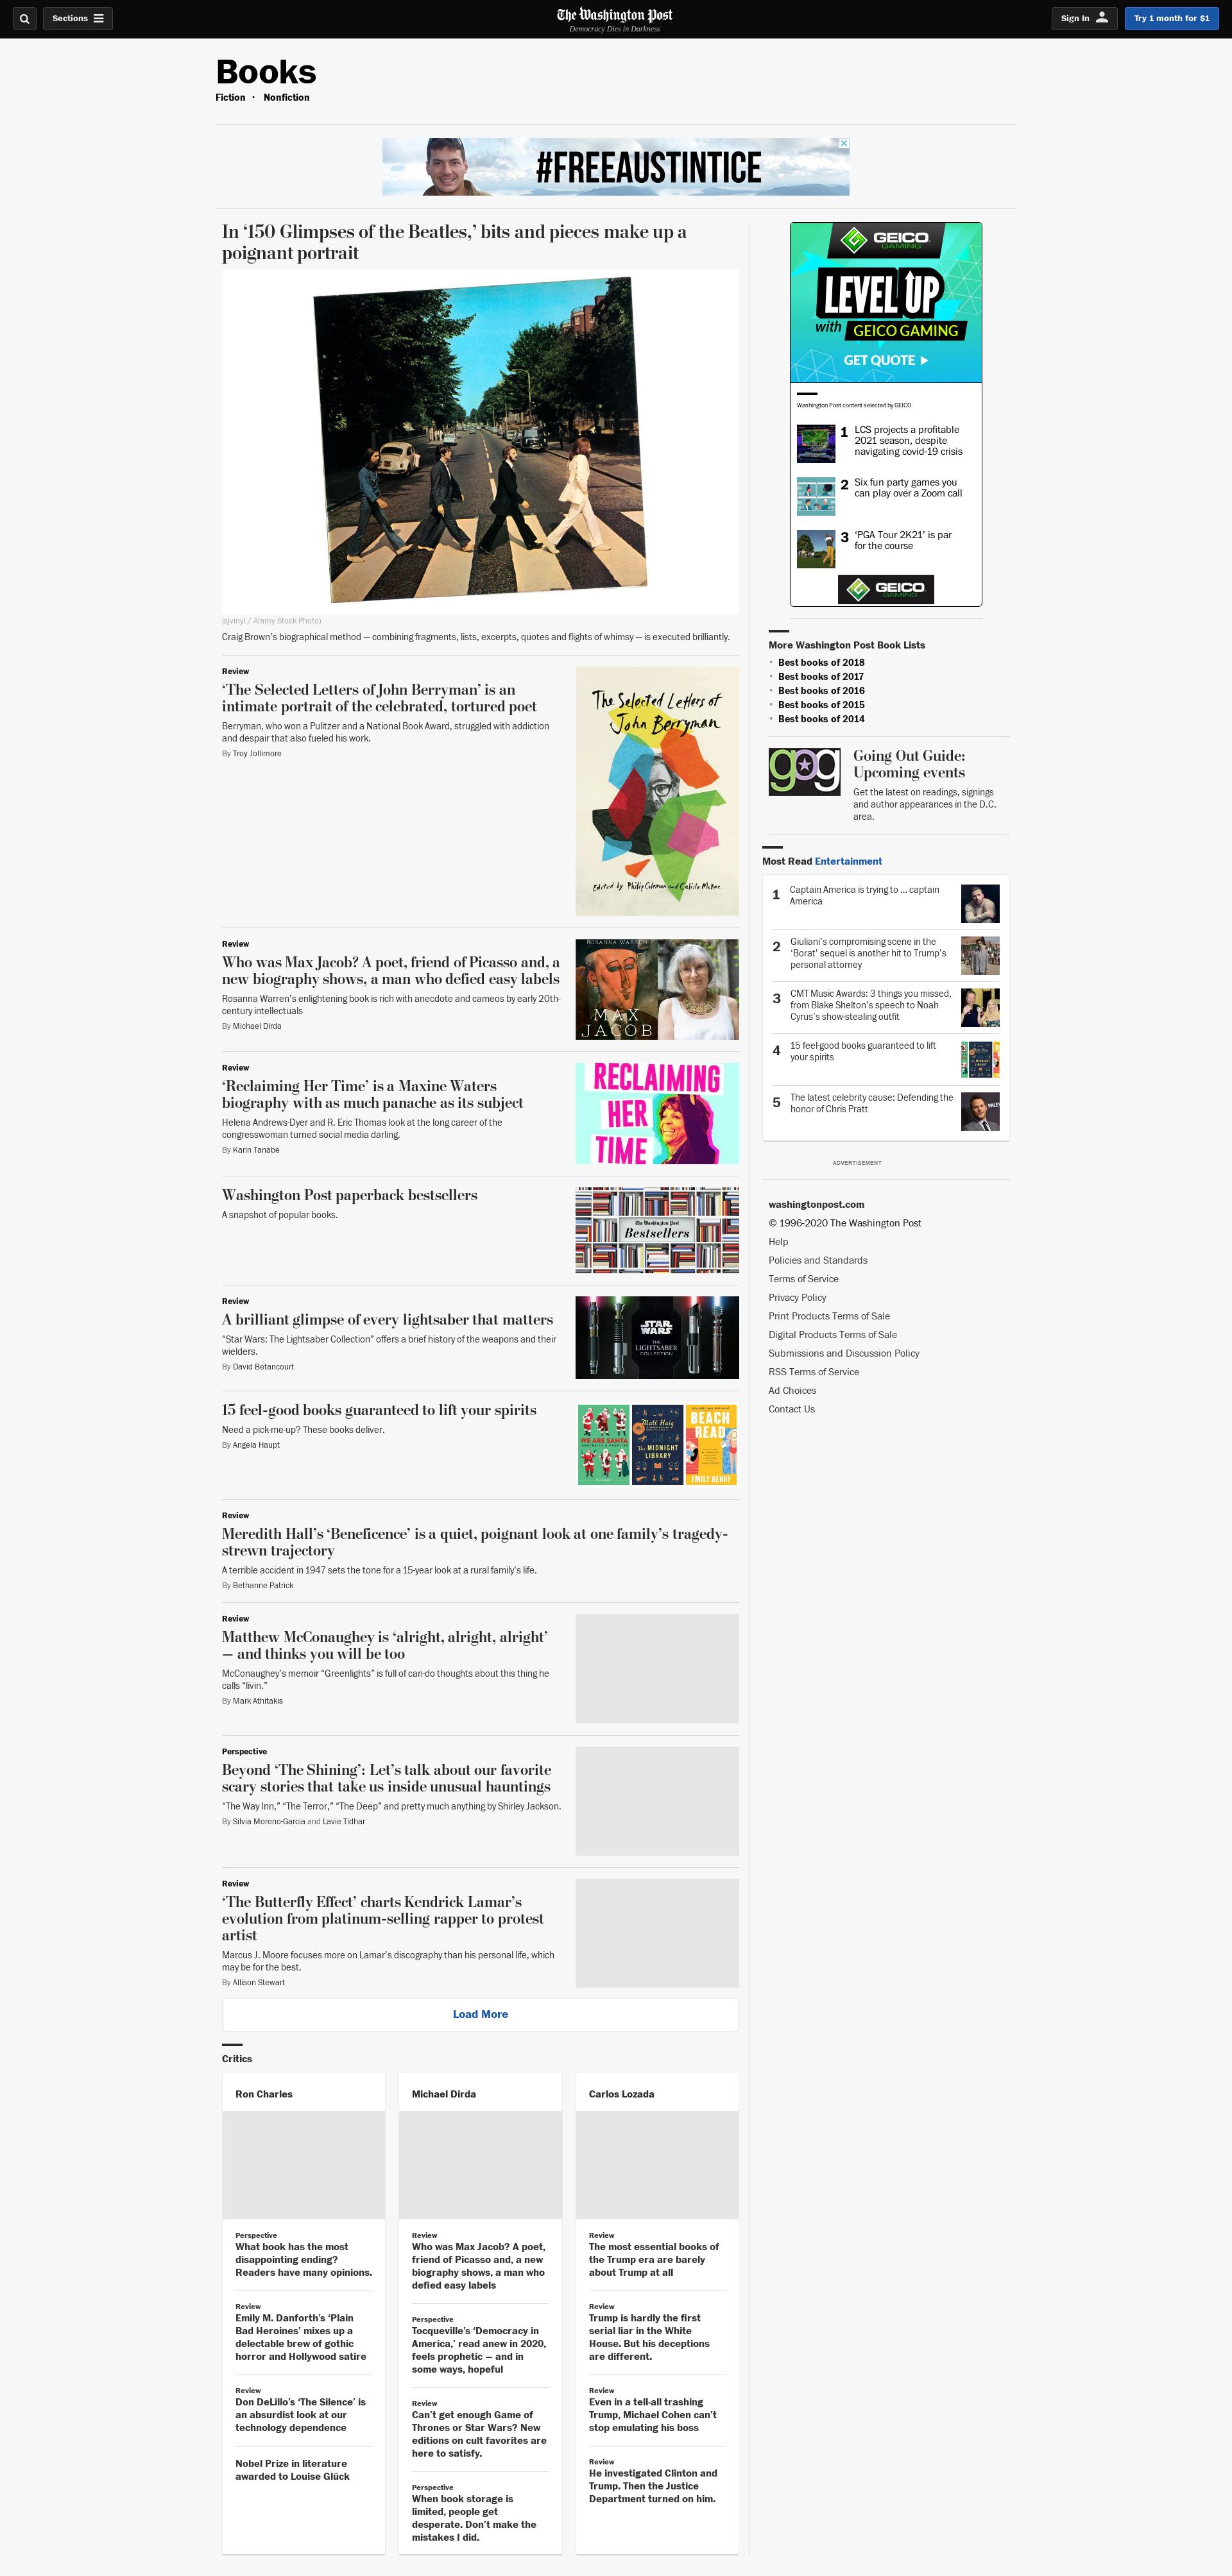 Sections
The Washington Post
Democracy Dies in Darkness
Sign In
Try 1 month for $1
Books
Fiction • Nonfiction
#FREEAUSTINTICE
In ‘150 Glimpses of the Beatles,’ bits and pieces make up a
poignant portrait
(sjvinyl / Alamy Stock Photo)
Craig Brown’s biographical method — combining fragments, lists, excerpts, quotes and flights of whimsy — is executed brilliantly.
Review
‘The Selected Letters of John Berryman’ is an
intimate portrait of the celebrated, tortured poet
Berryman, who won a Pulitzer and a National Book Award, struggled with addiction
and despair that also fueled his work.
By Troy Jollimore
The Selected Letters of
John Berryman
Edited by Philip Coleman and Calista McRae
Review
Who was Max Jacob? A poet, friend of Picasso and, a
new biography shows, a man who defied easy labels
Rosanna Warren’s enlightening book is rich with anecdote and cameos by early 20th-
century intellectuals
By Michael Dirda
ROSANNA WARREN
MAX
JACOB
Review
‘Reclaiming Her Time’ is a Maxine Waters
biography with as much panache as its subject
Helena Andrews-Dyer and R. Eric Thomas look at the long career of the
congresswoman turned social media darling.
By Karin Tanabe
RECLAIMING
HER
TIME
Washington Post paperback bestsellers
A snapshot of popular books.
The Washington Post
Bestsellers
Review
A brilliant glimpse of every lightsaber that matters
“Star Wars: The Lightsaber Collection” offers a brief history of the weapons and their
wielders.
By David Betancourt
STAR
WARS
THE
LIGHTSABER
COLLECTION
15 feel-good books guaranteed to lift your spirits
Need a pick-me-up? These books deliver.
By Angela Haupt
WE ARE SANTA
PORTRAITS & PROFILES
Matt Haig
The MIDNIGHT
LIBRARY
BEACH
READ
EMILY HENRY
Review
Meredith Hall’s ‘Beneficence’ is a quiet, poignant look at one family’s tragedy-
strewn trajectory
A terrible accident in 1947 sets the tone for a 15-year look at a rural family’s life.
By Bethanne Patrick
Review
Matthew McConaughey is ‘alright, alright, alright’
— and thinks you will be too
McConaughey’s memoir “Greenlights” is full of can-do thoughts about this thing he
calls “livin.”
By Mark Athitakis
Perspective
Beyond ‘The Shining’: Let’s talk about our favorite
scary stories that take us inside unusual hauntings
“The Way Inn,” “The Terror,” “The Deep” and pretty much anything by Shirley Jackson.
By Silvia Moreno-Garcia and Lavie Tidhar
Review
‘The Butterfly Effect’ charts Kendrick Lamar’s
evolution from platinum-selling rapper to protest
artist
Marcus J. Moore focuses more on Lamar’s discography than his personal life, which
may be for the best.
By Allison Stewart
Load More
Critics
Ron Charles
Perspective
What book has the most
disappointing ending?
Readers have many opinions.
Review
Emily M. Danforth’s ‘Plain
Bad Heroines’ mixes up a
delectable brew of gothic
horror and Hollywood satire
Review
Don DeLillo’s ‘The Silence’ is
an absurdist look at our
technology dependence
Nobel Prize in literature
awarded to Louise Glück
Michael Dirda
Review
Who was Max Jacob? A poet,
friend of Picasso and, a new
biography shows, a man who
defied easy labels
Perspective
Tocqueville’s ‘Democracy in
America,’ read anew in 2020,
feels prophetic — and in
some ways, hopeful
Review
Can’t get enough Game of
Thrones or Star Wars? New
editions on cult favorites are
here to satisfy.
Perspective
When book storage is
limited, people get
desperate. Don’t make the
mistakes I did.
Carlos Lozada
Review
The most essential books of
the Trump era are barely
about Trump at all
Review
Trump is hardly the first
serial liar in the White
House. But his deceptions
are different.
Review
Even in a tell-all trashing
Trump, Michael Cohen can’t
stop emulating his boss
Review
He investigated Clinton and
Trump. Then the Justice
Department turned on him.
GEICO
GAMING
LEVEL UP
with GEICO GAMING
GET QUOTE
Washington Post content selected by GEICO
1 LCS projects a profitable
2021 season, despite
navigating covid-19 crisis
2 Six fun party games you
can play over a Zoom call
3 ‘PGA Tour 2K21’ is par
for the course
GEICO
GAMING
More Washington Post Book Lists
• Best books of 2018
• Best books of 2017
• Best books of 2016
• Best books of 2015
• Best books of 2014
gog
Going Out Guide:
Upcoming events
Get the latest on readings, signings
and author appearances in the D.C.
area.
Most Read Entertainment
1 Captain America is trying to ... captain
America
2 Giuliani’s compromising scene in the
‘Borat’ sequel is another hit to Trump’s
personal attorney
3 CMT Music Awards: 3 things you missed,
from Blake Shelton’s speech to Noah
Cyrus’s show-stealing outfit
4 15 feel-good books guaranteed to lift
your spirits
5 The latest celebrity cause: Defending the
honor of Chris Pratt
ADVERTISEMENT
washingtonpost.com
© 1996-2020 The Washington Post
Help
Policies and Standards
Terms of Service
Privacy Policy
Print Products Terms of Sale
Digital Products Terms of Sale
Submissions and Discussion Policy
RSS Terms of Service
Ad Choices
Contact Us